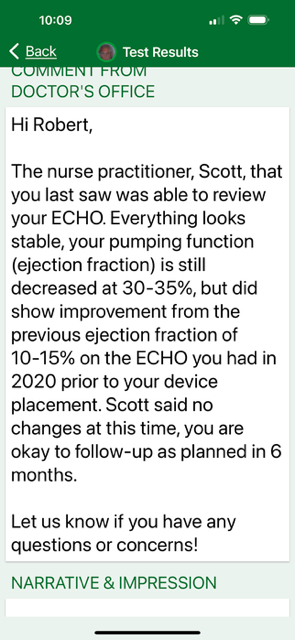 10:09
Back
Test Results
COMMENT FROM
DOCTOR'S OFFICE
Hi Robert,
The nurse practitioner, Scott, that
you last saw was able to review
your ECHO. Everything looks
stable, your pumping function
(ejection fraction) is still
decreased at 30-35%, but did
show improvement from the
previous ejection fraction of
10-15% on the ECHO you had in
2020 prior to your device
placement. Scott said no
changes at this time, you are
okay to follow-up as planned in 6
months.
Let us know if you have any
questions or concerns!
NARRATIVE & IMPRESSION